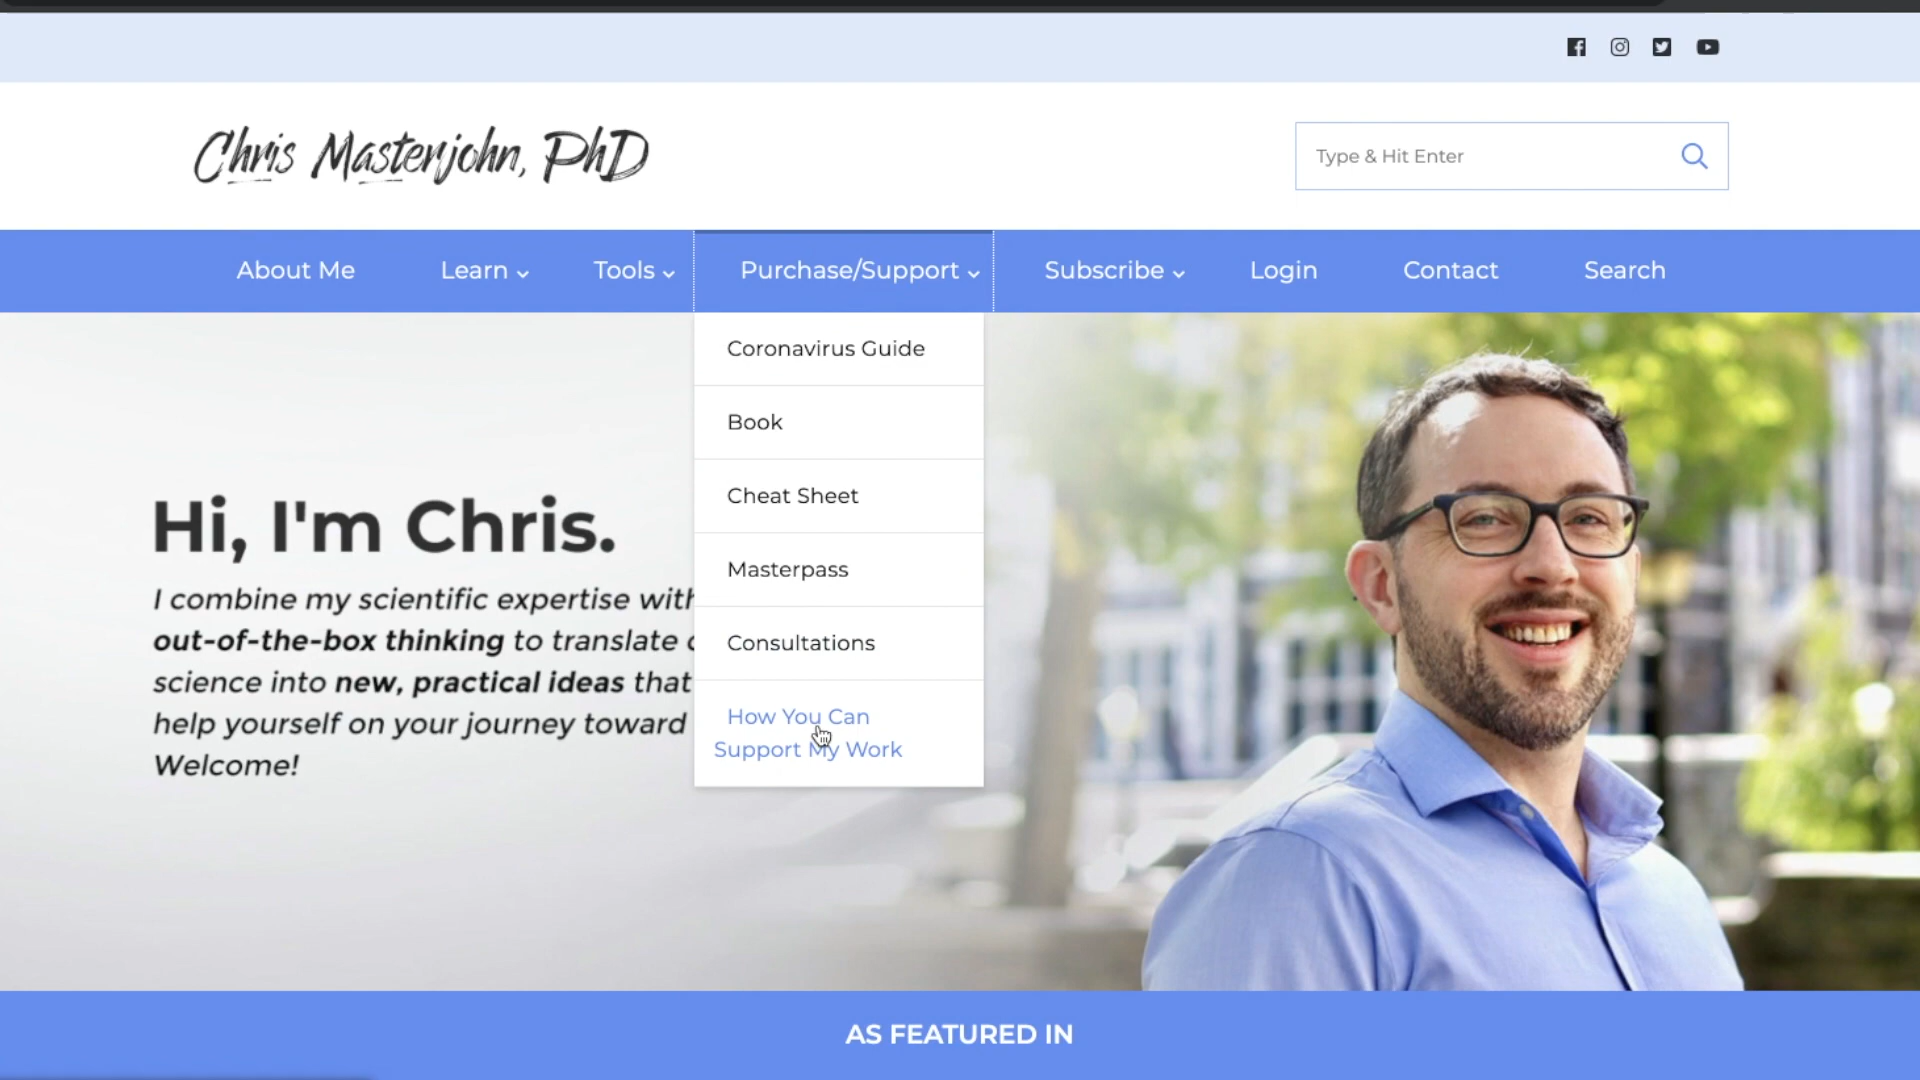 Chris Masterjohn, PhD
Type & Hit Enter
About Me Learn Tools Purchase/Support Subscribe Login Contact Search
Coronavirus Guide
Book
Cheat Sheet
Masterpass
Consultations
How You Can
Support My Work
Hi, I'm Chris.
I combine my scientific expertise with
out-of-the-box thinking to translate
science into new, practical ideas that
help yourself on your journey toward
Welcome!
AS FEATURED IN